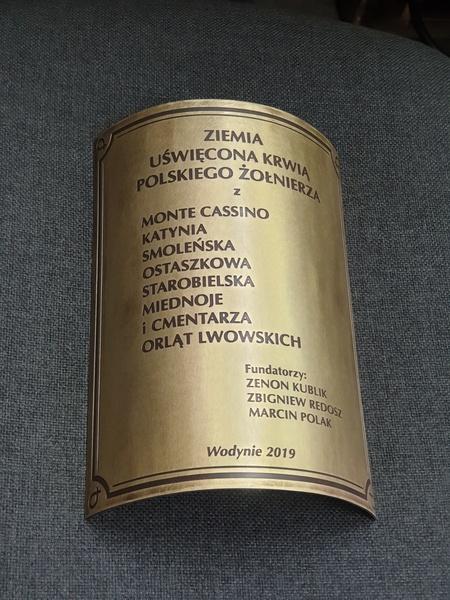 ZIEMIA
UŚWIĘCONA KRWIĄ
POLSKIEGO ŻOŁNIERZA
z
MONTE CASSINO
KATYNIA
SMOLEŃSKA
OSTASZKOWA
STAROBIELSKA
MIEDNOJE
i CMENTARZA
ORLĄT LWOWSKICH
Fundatorzy:
ZENON KUBLIK
ZBIGNIEW REDOSZ
MARCIN POLAK
Wodynie 2019